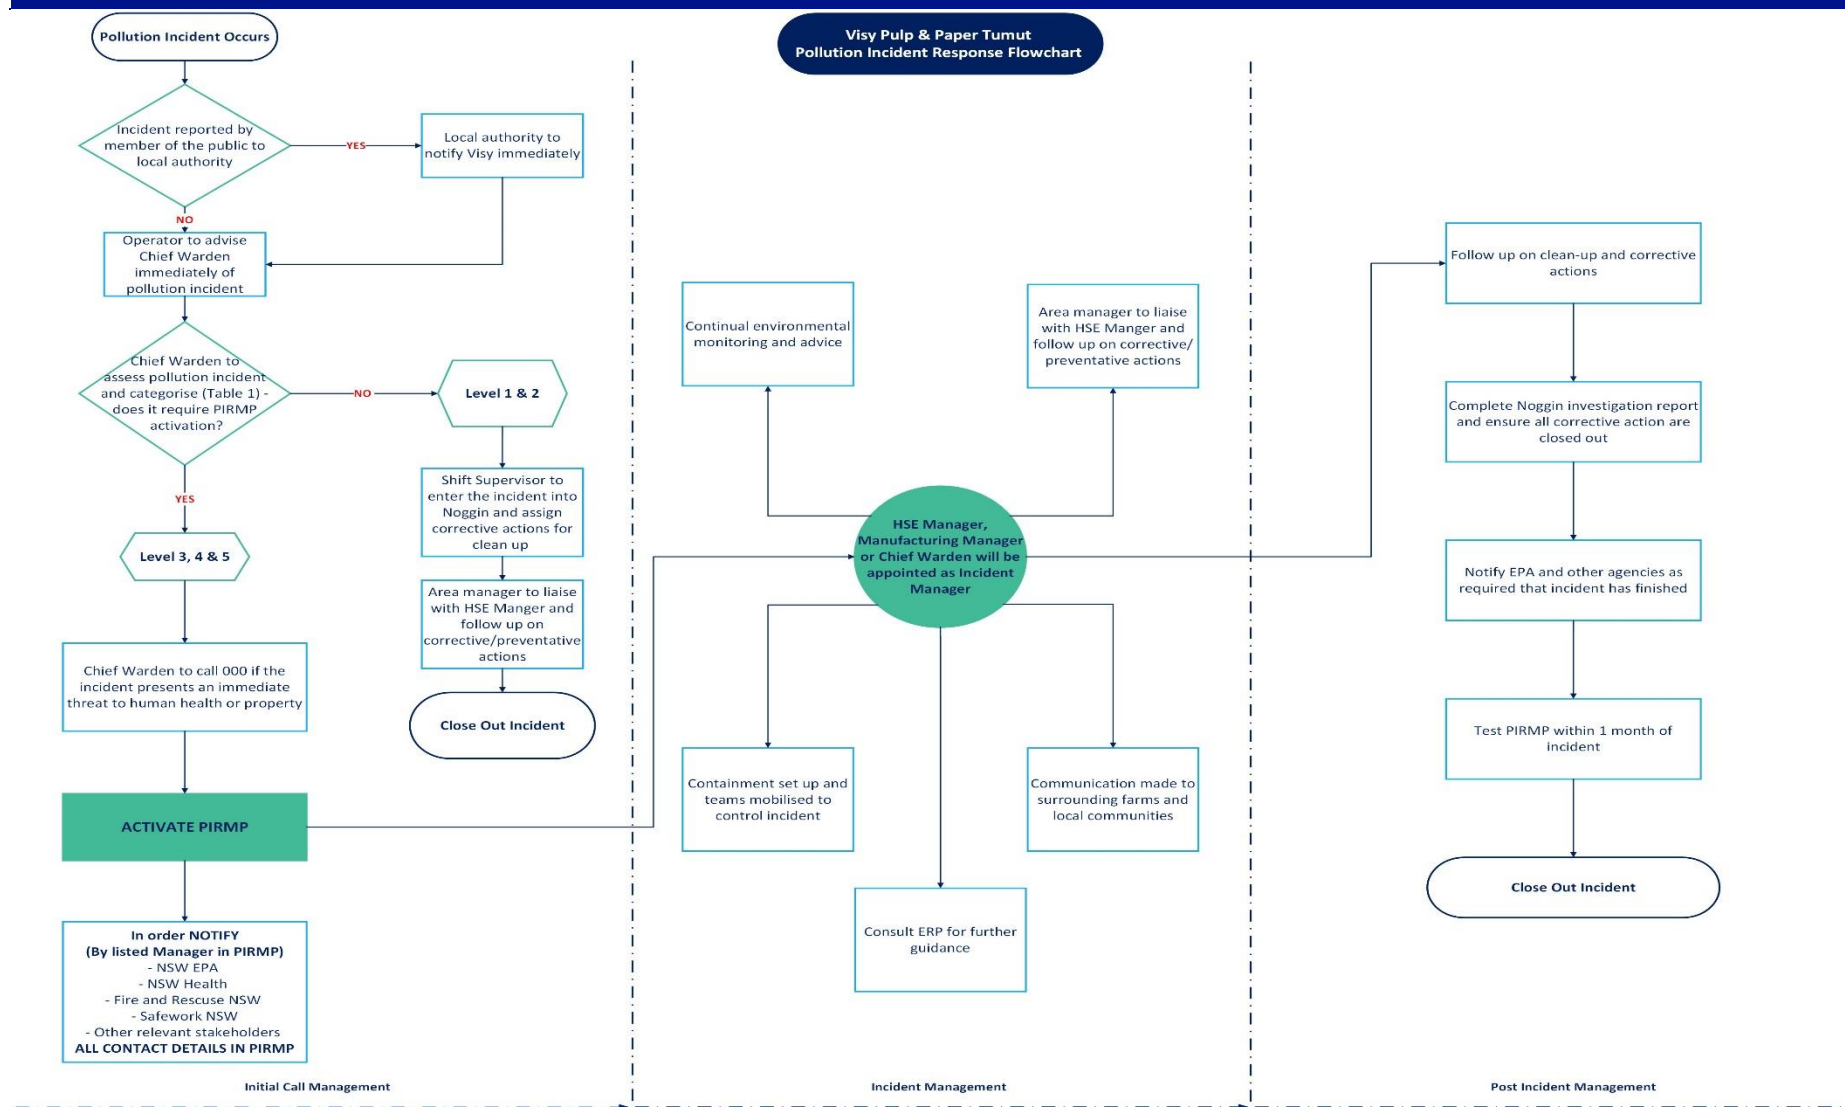 Pollution Incident Occurs
Visy Pulp & Paper Tumut
Pollution Incident Response Flowchart
Incident reported by
member of the public to
local authority
YES
Local authority to
notify Visy immediately
NO
Operator to advise
Chief Warden
immediately of
pollution incident
Chief Warden to
assess pollution incident
and categorise (Table 1) -
does it require PIRMP
activation?
NO
Level 1 & 2
Shift Supervisor to
enter the incident into
Noggin and assign
corrective actions for
clean up
Area manager to liaise
with HSE Manger and
follow up on
corrective/preventative
actions
Close Out Incident
YES
Level 3, 4 & 5
Chief Warden to call 000 if the
incident presents an immediate
threat to human health or property
ACTIVATE PIRMP
In order NOTIFY
(By listed Manager in PIRMP)
- NSW EPA
- NSW Health
- Fire and Rescuse NSW
- Safework NSW
- Other relevant stakeholders
ALL CONTACT DETAILS IN PIRMP
Initial Call Management
Continual environmental
monitoring and advice
Area manager to liaise
with HSE Manger and
follow up on corrective/
preventative actions
HSE Manager,
Manufacturing Manager
or Chief Warden will be
appointed as Incident
Manager
Containment set up and
teams mobilised to
control incident
Communication made to
surrounding farms and
local communities
Consult ERP for further
guidance
Incident Management
Follow up on clean-up and corrective
actions
Complete Noggin investigation report
and ensure all corrective action are
closed out
Notify EPA and other agencies as
required that incident has finished
Test PIRMP within 1 month of
incident
Close Out Incident
Post Incident Management